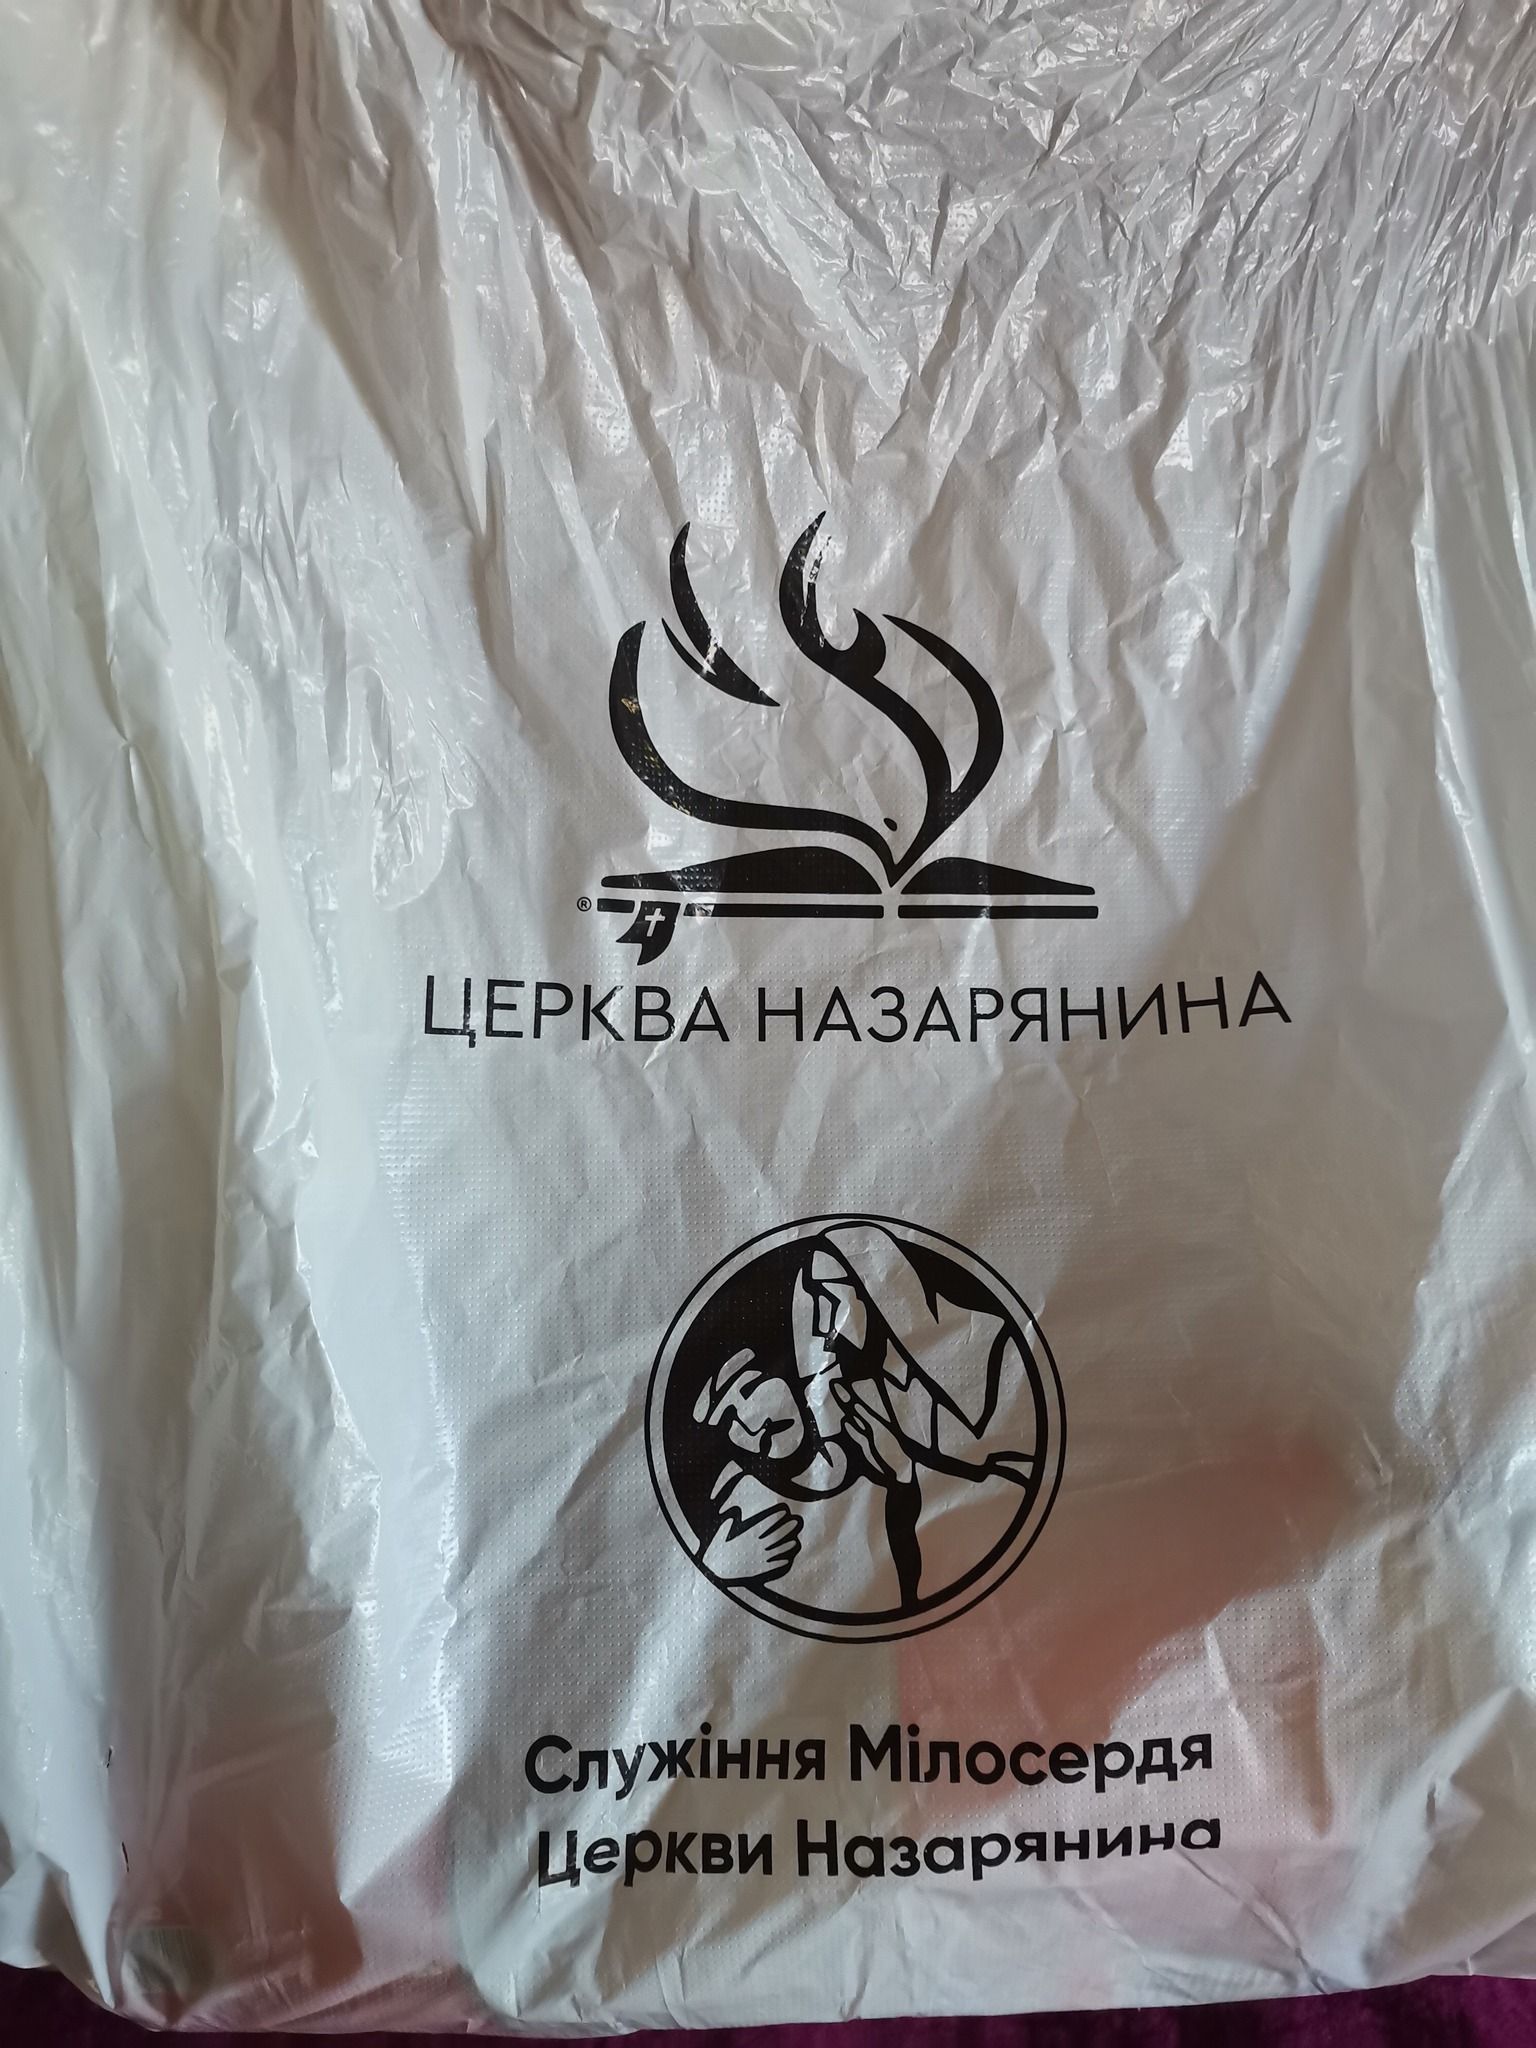 ®
ЦЕРКВА НАЗАРЯНИНА
Служіння Мілосердя
Церкви Назарянина